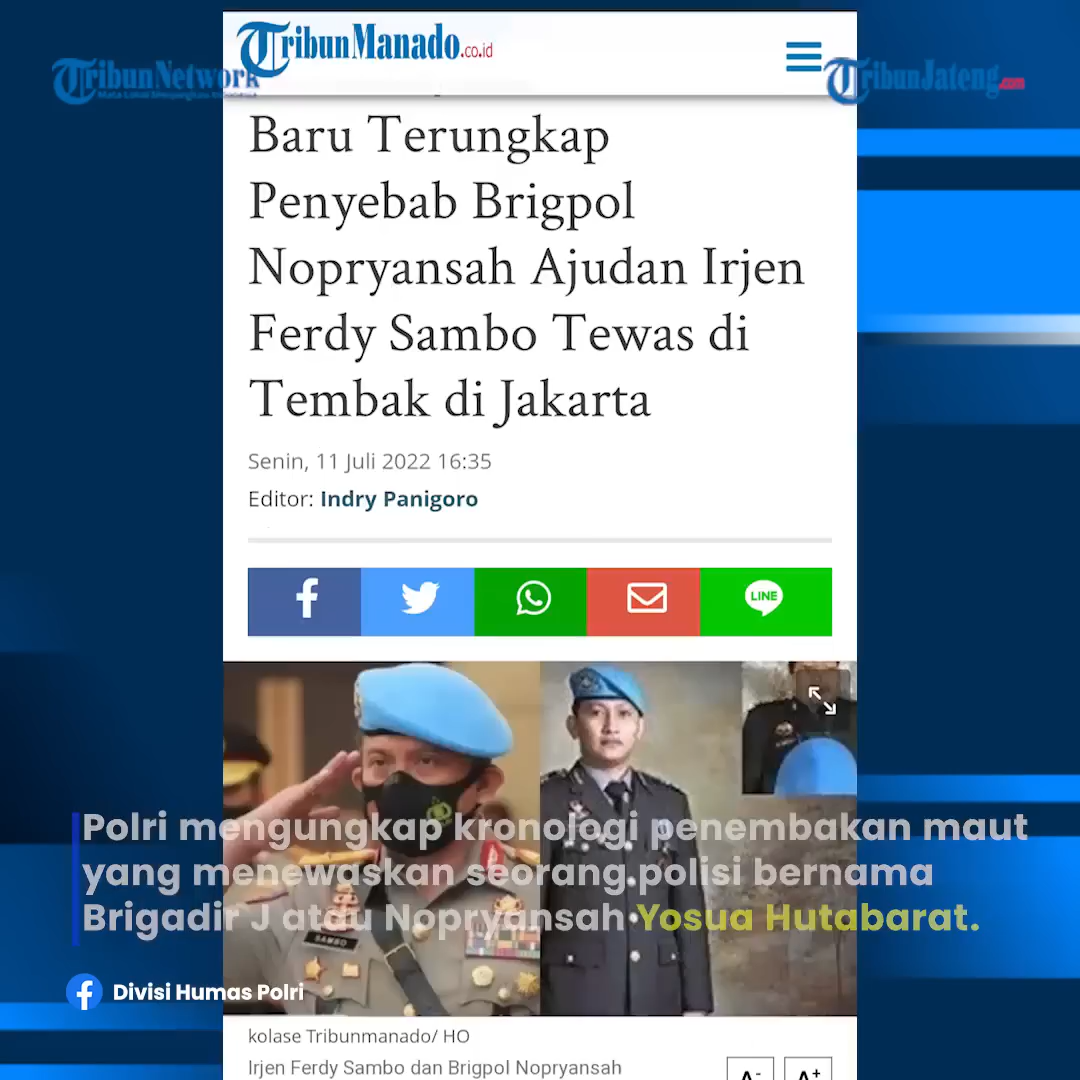 TribunManado.co.id
TribunNetwork
TribunJateng.com
Baru Terungkap
Penyebab Brigpol
Nopryansah Ajudan Irjen
Ferdy Sambo Tewas di
Tembak di Jakarta
Senin, 11 Juli 2022 16:35
Editor: Indry Panigoro
LINE
SAMBO
Polri mengungkap kronologi penembakan maut
yang menewaskan seorang polisi bernama
Brigadir J atau Nopryansah Yosua Hutabarat.
Divisi Humas Polri
kolase Tribunmanado/ HO
Irjen Ferdy Sambo dan Brigpol Nopryansah
A- A+